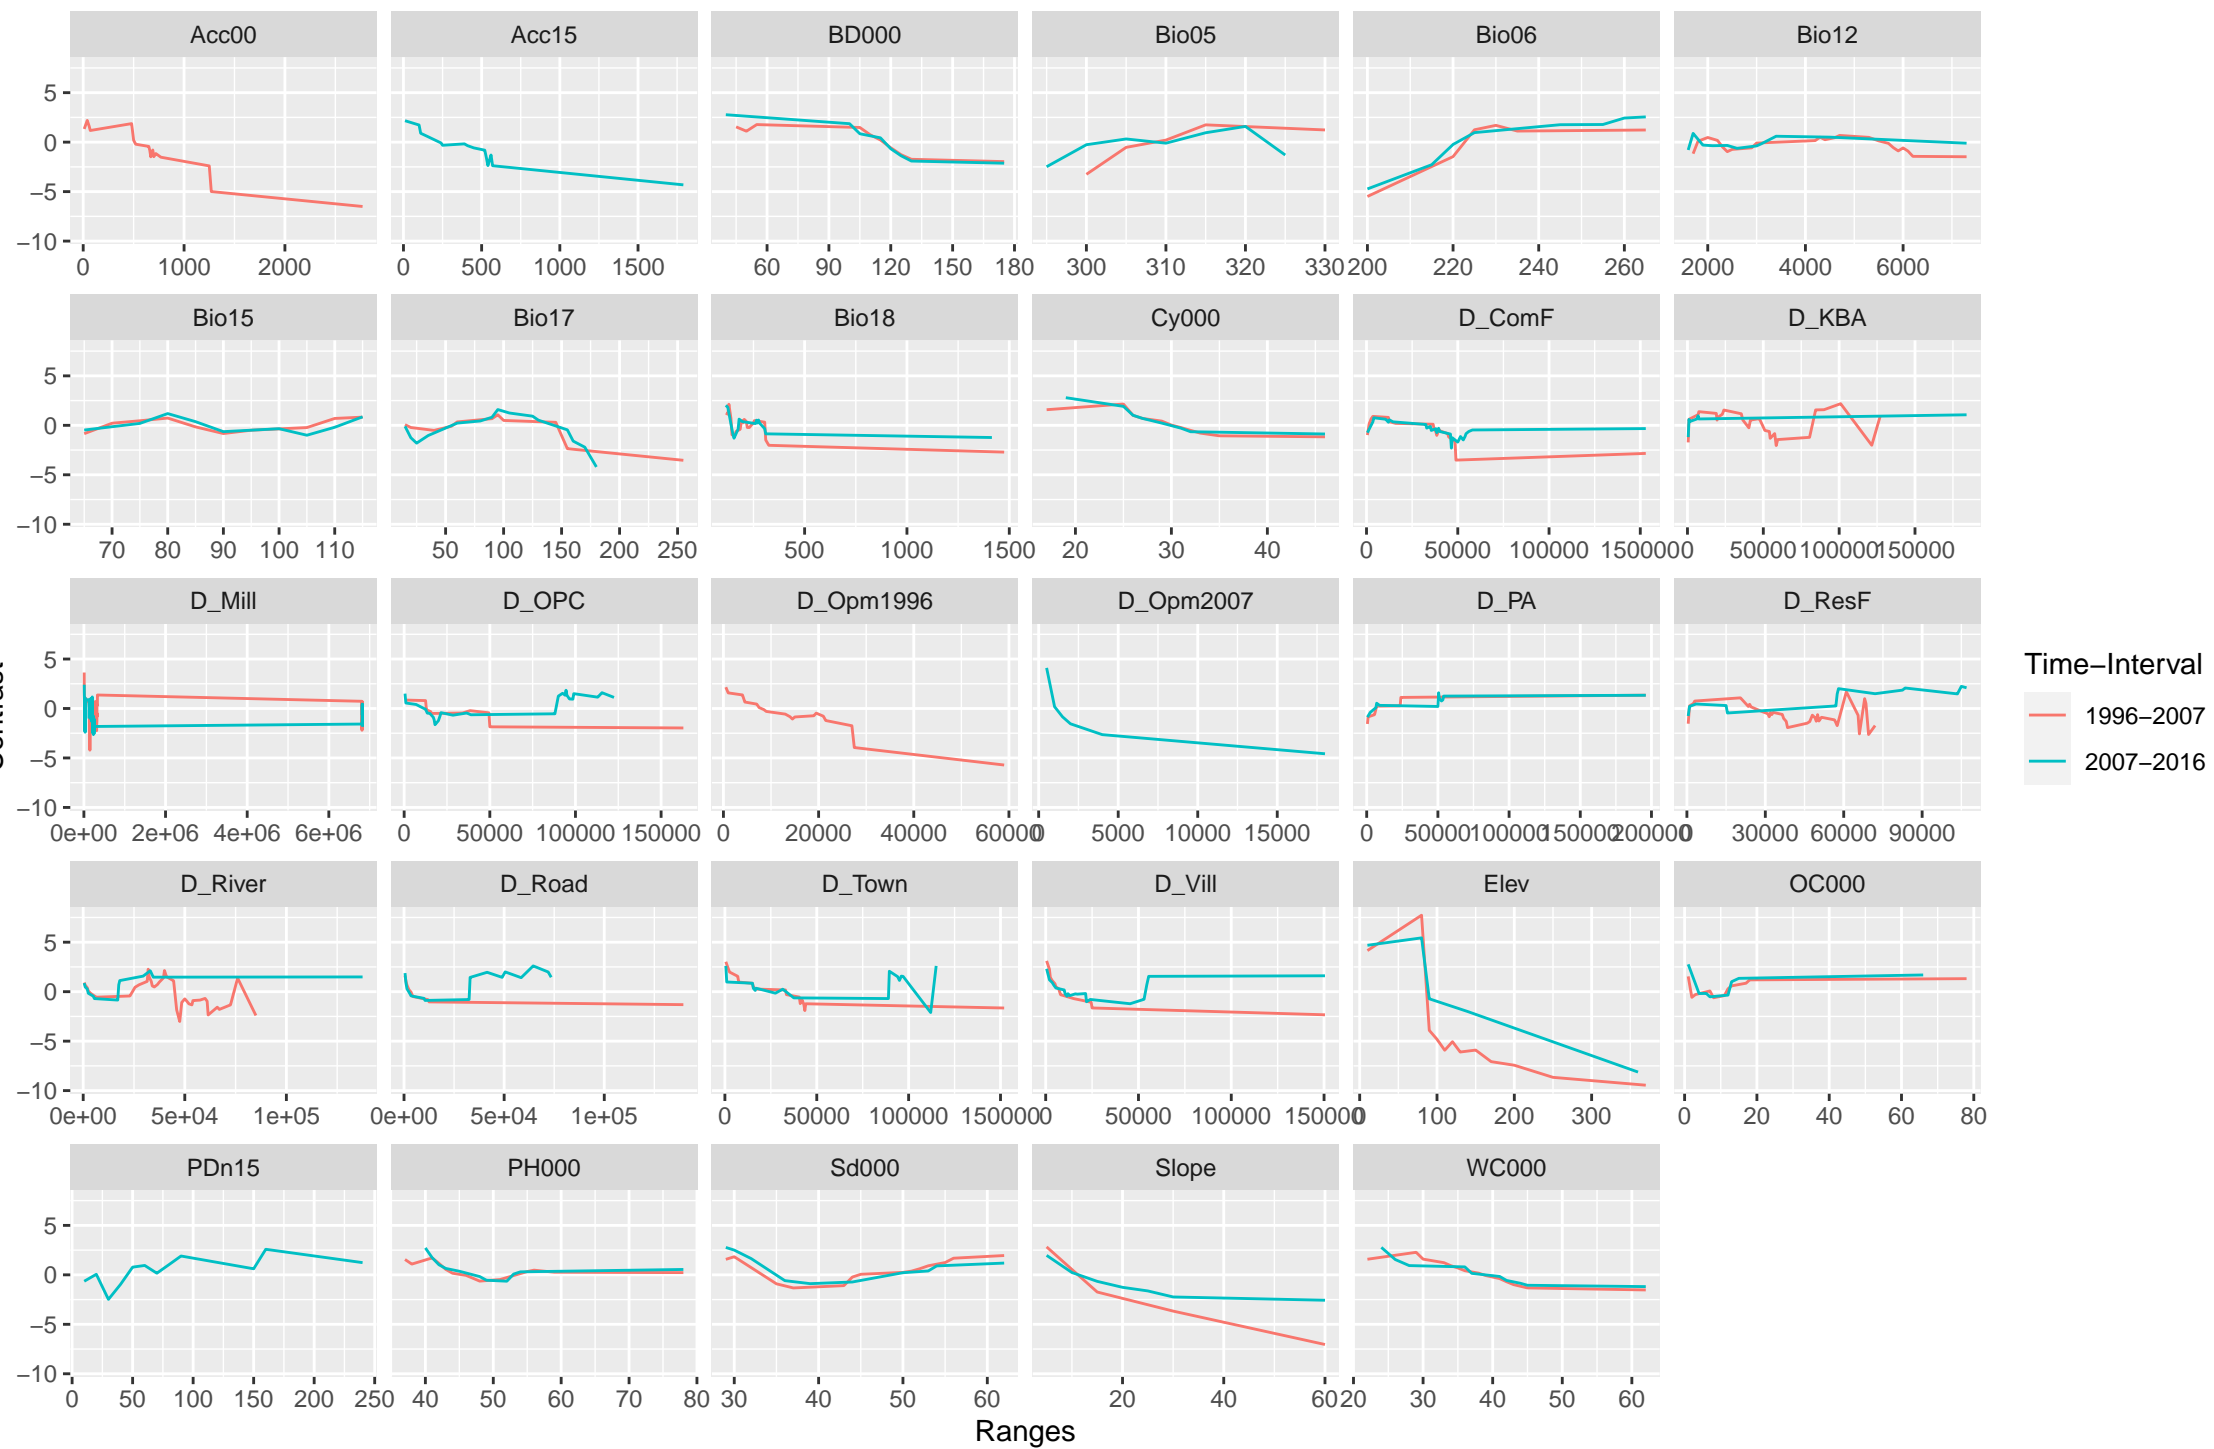 Acc00 Acc15 BD000 Bio05 Bio06 Bio12
5
0
−5
−10
0 1000 2000 0 500 1000 1500 60 90 120 150 180 300 310 320 330 200 220 240 260 2000 4000 6000
Bio15 Bio17 Bio18 Cy000 D_ComF D_KBA
5
0
−5
−10
70 80 90 100 110 50 100 150 200 250 500 1000 1500 20 30 40 0 50000 100000 150000 0 50000 100000 150000
D_Mill D_OPC D_Opm1996 D_Opm2007 D_PA D_ResF
5
0
−5
−10
0e+00 2e+06 4e+06 6e+06 0 50000 100000 150000 0 20000 40000 60000 0 5000 10000 15000 0 50000 100000 150000 200000 0 30000 60000 90000
Time−Interval
1996−2007
2007−2016
D_River D_Road D_Town D_Vill Elev OC000
5
0
−5
−10
0e+00 5e+04 1e+05 0e+00 5e+04 1e+05 0 50000 100000 150000 0 50000 100000 150000 0 100 200 300 0 20 40 60 80
PDn15 PH000 Sd000 Slope WC000
5
0
−5
−10
0 50 100 150 200 250 40 50 60 70 80 30 40 50 60 20 40 60 20 30 40 50 60
Ranges